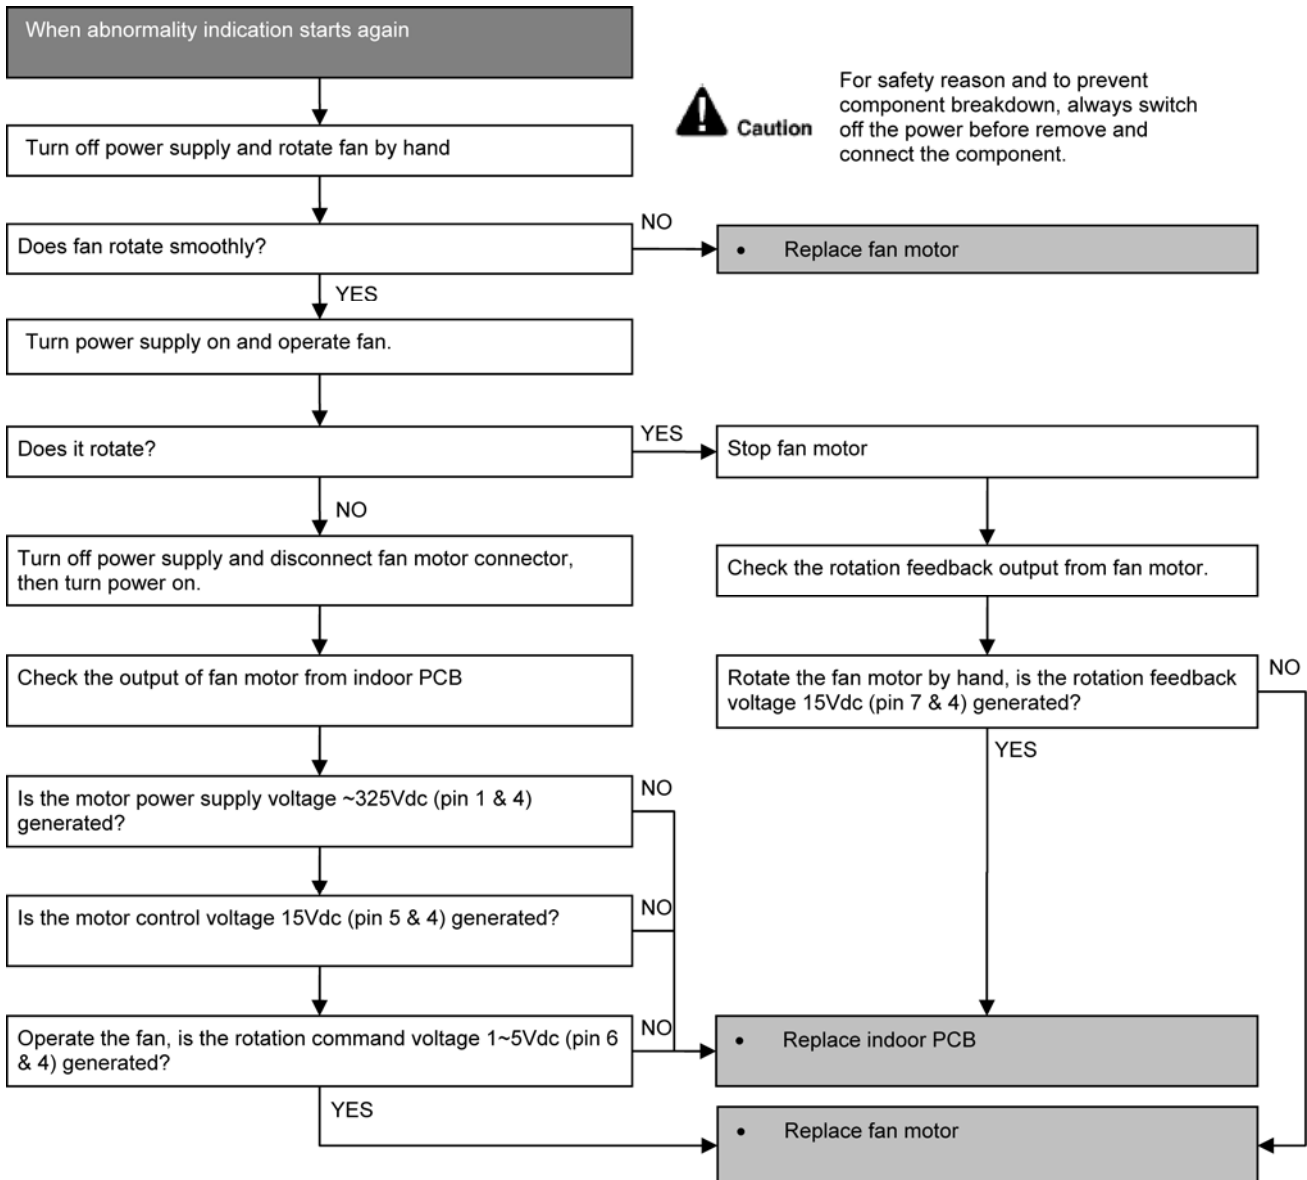 When abnormality indication starts again
Caution
For safety reason and to prevent
component breakdown, always switch
off the power before remove and
connect the component.
Turn off power supply and rotate fan by hand
Does fan rotate smoothly?
NO
• Replace fan motor
YES
Turn power supply on and operate fan.
Does it rotate?
YES
Stop fan motor
NO
Turn off power supply and disconnect fan motor connector,
then turn power on.
Check the rotation feedback output from fan motor.
Check the output of fan motor from indoor PCB
Rotate the fan motor by hand, is the rotation feedback
voltage 15Vdc (pin 7 & 4) generated?
NO
YES
Is the motor power supply voltage ~325Vdc (pin 1 & 4)
generated?
NO
Is the motor control voltage 15Vdc (pin 5 & 4) generated?
NO
Operate the fan, is the rotation command voltage 1~5Vdc (pin 6
& 4) generated?
NO
• Replace indoor PCB
YES
• Replace fan motor